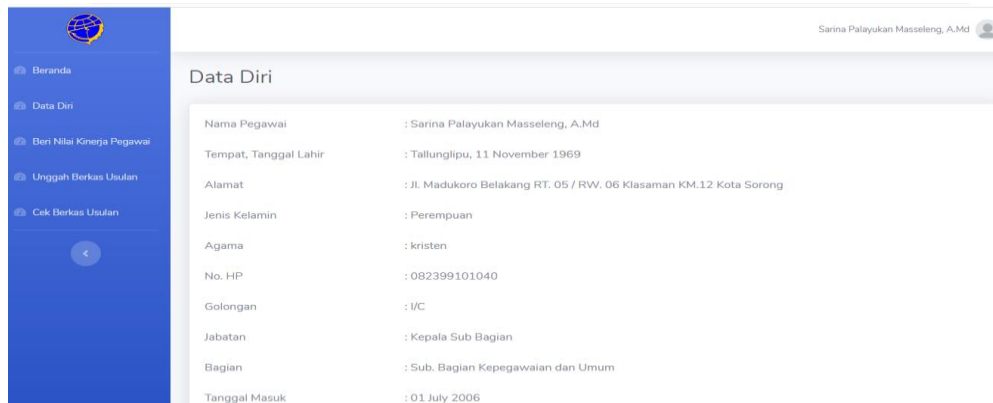 Sarina Palayukan Masseleng, A.Md
Beranda
Data Diri
Beri Nilai Kinerja Pegawai
Unggah Berkas Usulan
Cek Berkas Usulan
Data Diri
Nama Pegawai : Sarina Palayukan Masseleng, A.Md
Tempat, Tanggal Lahir : Tallunglipu, 11 November 1969
Alamat : Jl. Madukoro Belakang RT. 05 / RW. 06 Klasaman KM.12 Kota Sorong
Jenis Kelamin : Perempuan
Agama : kristen
No. HP : 082399101040
Golongan : I/C
Jabatan : Kepala Sub Bagian
Bagian : Sub. Bagian Kepegawaian dan Umum
Tanggal Masuk : 01 July 2006